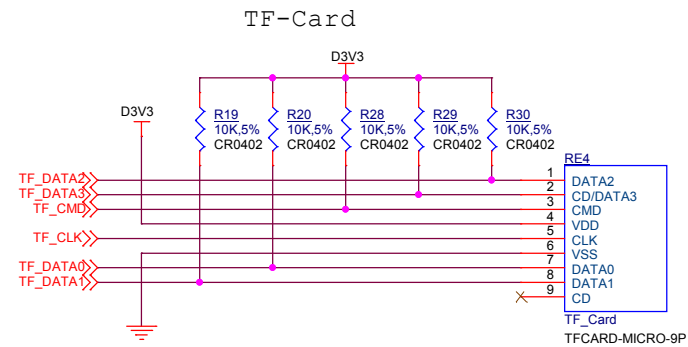 TF-Card
D3V3
D3V3
R19
10K,5%
CR0402
R20
10K,5%
CR0402
R28
10K,5%
CR0402
R29
10K,5%
CR0402
R30
10K,5%
CR0402
RE4
TF_DATA2
1
DATA2
TF_DATA3
2
CD/DATA3
TF_CMD
3
CMD
4
VDD
TF_CLK
5
CLK
6
VSS
TF_DATA0
7
DATA0
TF_DATA1
8
DATA1
9
CD
TF_Card
TFCARD-MICRO-9P